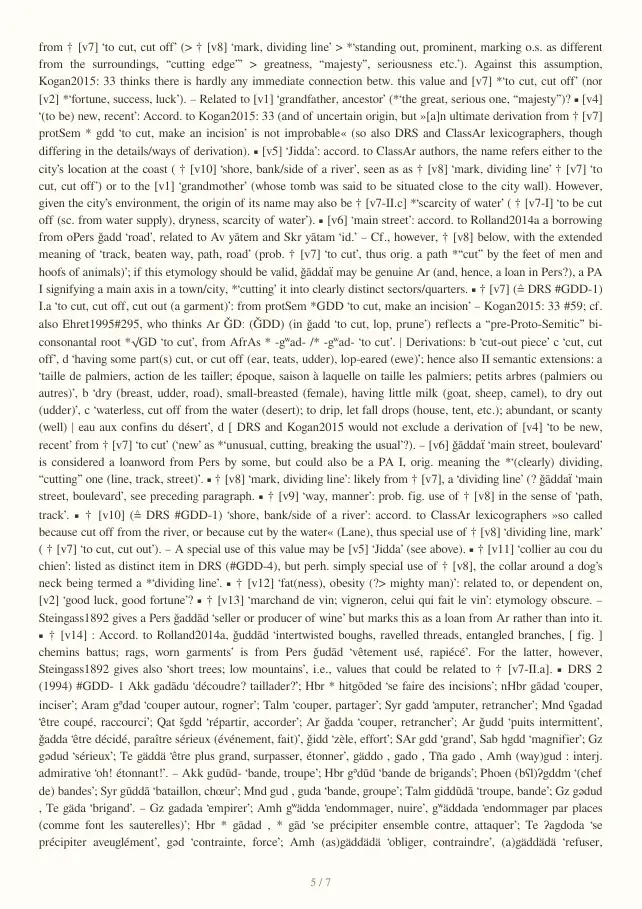 from † [v7] ‘to cut, cut off’ (> † [v8] ‘mark, dividing line’ > *‘standing out, prominent, marking o.s. as different
from the surroundings, “cutting edge”’ > greatness, “majesty”, seriousness etc.’). Against this assumption,
Kogan2015: 33 thinks there is hardly any immediate connection betw. this value and [v7] *‘to cut, cut off’ (nor
[v2] *‘fortune, success, luck’). – Related to [v1] ‘grandfather, ancestor’ (*‘the great, serious one, “majesty”)? ▪ [v4]
‘(to be) new, recent’: Accord. to Kogan2015: 33 (and of uncertain origin, but »[a]n ultimate derivation from † [v7]
protSem * gdd ‘to cut, make an incision’ is not improbable« (so also DRS and ClassAr lexicographers, though
differing in the details/ways of derivation). ▪ [v5] ‘Jidda’: accord. to ClassAr authors, the name refers either to the
city’s location at the coast ( † [v10] ‘shore, bank/side of a river’, seen as as † [v8] ‘mark, dividing line’ † [v7] ‘to
cut, cut off’) or to the [v1] ‘grandmother’ (whose tomb was said to be situated close to the city wall). However,
given the city’s environment, the origin of its name may also be † [v7-II.c] *‘scarcity of water’ ( † [v7-I] ‘to be cut
off (sc. from water supply), dryness, scarcity of water’). ▪ [v6] ‘main street’: accord. to Rolland2014a a borrowing
from oPers ǧadd ‘road’, related to Av yātem and Skr yātam ‘id.’ – Cf., however, † [v8] below, with the extended
meaning of ‘track, beaten way, path, road’ (prob. † [v7] ‘to cut’, thus orig. a path *“cut” by the feet of men and
hoofs of animals)’; if this etymology should be valid, ǧāddaẗ may be genuine Ar (and, hence, a loan in Pers?), a PA
I signifying a main axis in a town/city, *‘cutting’ it into clearly distinct sectors/quarters. ▪ † [v7] (≙ DRS #GDD-1)
I.a ‘to cut, cut off, cut out (a garment)’: from protSem *GDD ‘to cut, make an incision’ – Kogan2015: 33 #59; cf.
also Ehret1995#295, who thinks Ar ǦD: (ǦDD) (in ǧadd ‘to cut, lop, prune’) reflects a “pre-Proto-Semitic” bi-
consonantal root *√GD ‘to cut’, from AfrAs * -gʷad- /* -gʷad- ‘to cut’. | Derivations: b ‘cut-out piece’ c ‘cut, cut
off’, d ‘having some part(s) cut, or cut off (ear, teats, udder), lop-eared (ewe)’; hence also II semantic extensions: a
‘taille de palmiers, action de les tailler; époque, saison à laquelle on taille les palmiers; petits arbres (palmiers ou
autres)’, b ‘dry (breast, udder, road), small-breasted (female), having little milk (goat, sheep, camel), to dry out
(udder)’, c ‘waterless, cut off from the water (desert); to drip, let fall drops (house, tent, etc.); abundant, or scanty
(well) | eau aux confins du désert’, d [ DRS and Kogan2015 would not exclude a derivation of [v4] ‘to be new,
recent’ from † [v7] ‘to cut’ (‘new’ as *‘unusual, cutting, breaking the usual’?). – [v6] ǧāddaẗ ‘main street, boulevard’
is considered a loanword from Pers by some, but could also be a PA I, orig. meaning the *‘(clearly) dividing,
“cutting” one (line, track, street)’. ▪ † [v8] ‘mark, dividing line’: likely from † [v7], a ‘dividing line’ (? ǧāddaẗ ‘main
street, boulevard’, see preceding paragraph. ▪ † [v9] ‘way, manner’: prob. fig. use of † [v8] in the sense of ‘path,
track’. ▪ † [v10] (≙ DRS #GDD-1) ‘shore, bank/side of a river’: accord. to ClassAr lexicographers »so called
because cut off from the river, or because cut by the water« (Lane), thus special use of † [v8] ‘dividing line, mark’
( † [v7] ‘to cut, cut out’). – A special use of this value may be [v5] ‘Jidda’ (see above). ▪ † [v11] ‘collier au cou du
chien’: listed as distinct item in DRS (#GDD-4), but perh. simply special use of † [v8], the collar around a dog’s
neck being termed a *‘dividing line’. ▪ † [v12] ‘fat(ness), obesity (?> mighty man)’: related to, or dependent on,
[v2] ‘good luck, good fortune’? ▪ † [v13] ‘marchand de vin; vigneron, celui qui fait le vin’: etymology obscure. –
Steingass1892 gives a Pers ǧaddād ‘seller or producer of wine’ but marks this as a loan from Ar rather than into it.
▪ † [v14] : Accord. to Rolland2014a, ǧuddād ‘intertwisted boughs, ravelled threads, entangled branches, [ fig. ]
chemins battus; rags, worn garments’ is from Pers ǧudād ‘vêtement usé, rapiécé’. For the latter, however,
Steingass1892 gives also ‘short trees; low mountains’, i.e., values that could be related to † [v7-II.a]. ▪ DRS 2
(1994) #GDD- 1 Akk gadādu ‘découdre? taillader?’; Hbr * hitgōded ‘se faire des incisions’; nHbr gādad ‘couper,
inciser’; Aram gᵊdad ‘couper autour, rogner’; Talm ‘couper, partager’; Syr gadd ‘amputer, retrancher’; Mnd ʕgadad
‘être coupé, raccourci’; Qat šgdd ‘répartir, accorder’; Ar ǧadda ‘couper, retrancher’; Ar ǧudd ‘puits intermittent’,
ǧadda ‘être décidé, paraître sérieux (événement, fait)’, ǧidd ‘zèle, effort’; SAr gdd ‘grand’, Sab hgdd ‘magnifier’; Gz
gədud ‘sérieux’; Te gäddä ‘être plus grand, surpasser, étonner’, gäddo , gado , Tña gado , Amh (way)gud : interj.
admirative ‘oh! étonnant!’. – Akk gudūd- ‘bande, troupe’; Hbr gᵊdūd ‘bande de brigands’; Phoen (bʕl)ʔgddm ‘(chef
de) bandes’; Syr gūddā ‘bataillon, chœur’; Mnd gud , guda ‘bande, groupe’; Talm giddūdā ‘troupe, bande’; Gz gədud
, Te gäda ‘brigand’. – Gz gadada ‘empirer’; Amh gʷädda ‘endommager, nuire’, gʷäddada ‘endommager par places
(comme font les sauterelles)’; Hbr * gādad , * gād ‘se précipiter ensemble contre, attaquer’; Te ʔagdoda ‘se
précipiter aveuglément’, gəd ‘contrainte, force’; Amh (as)gäddädä ‘obliger, contraindre’, (a)gäddädä ‘refuser,
5 / 7